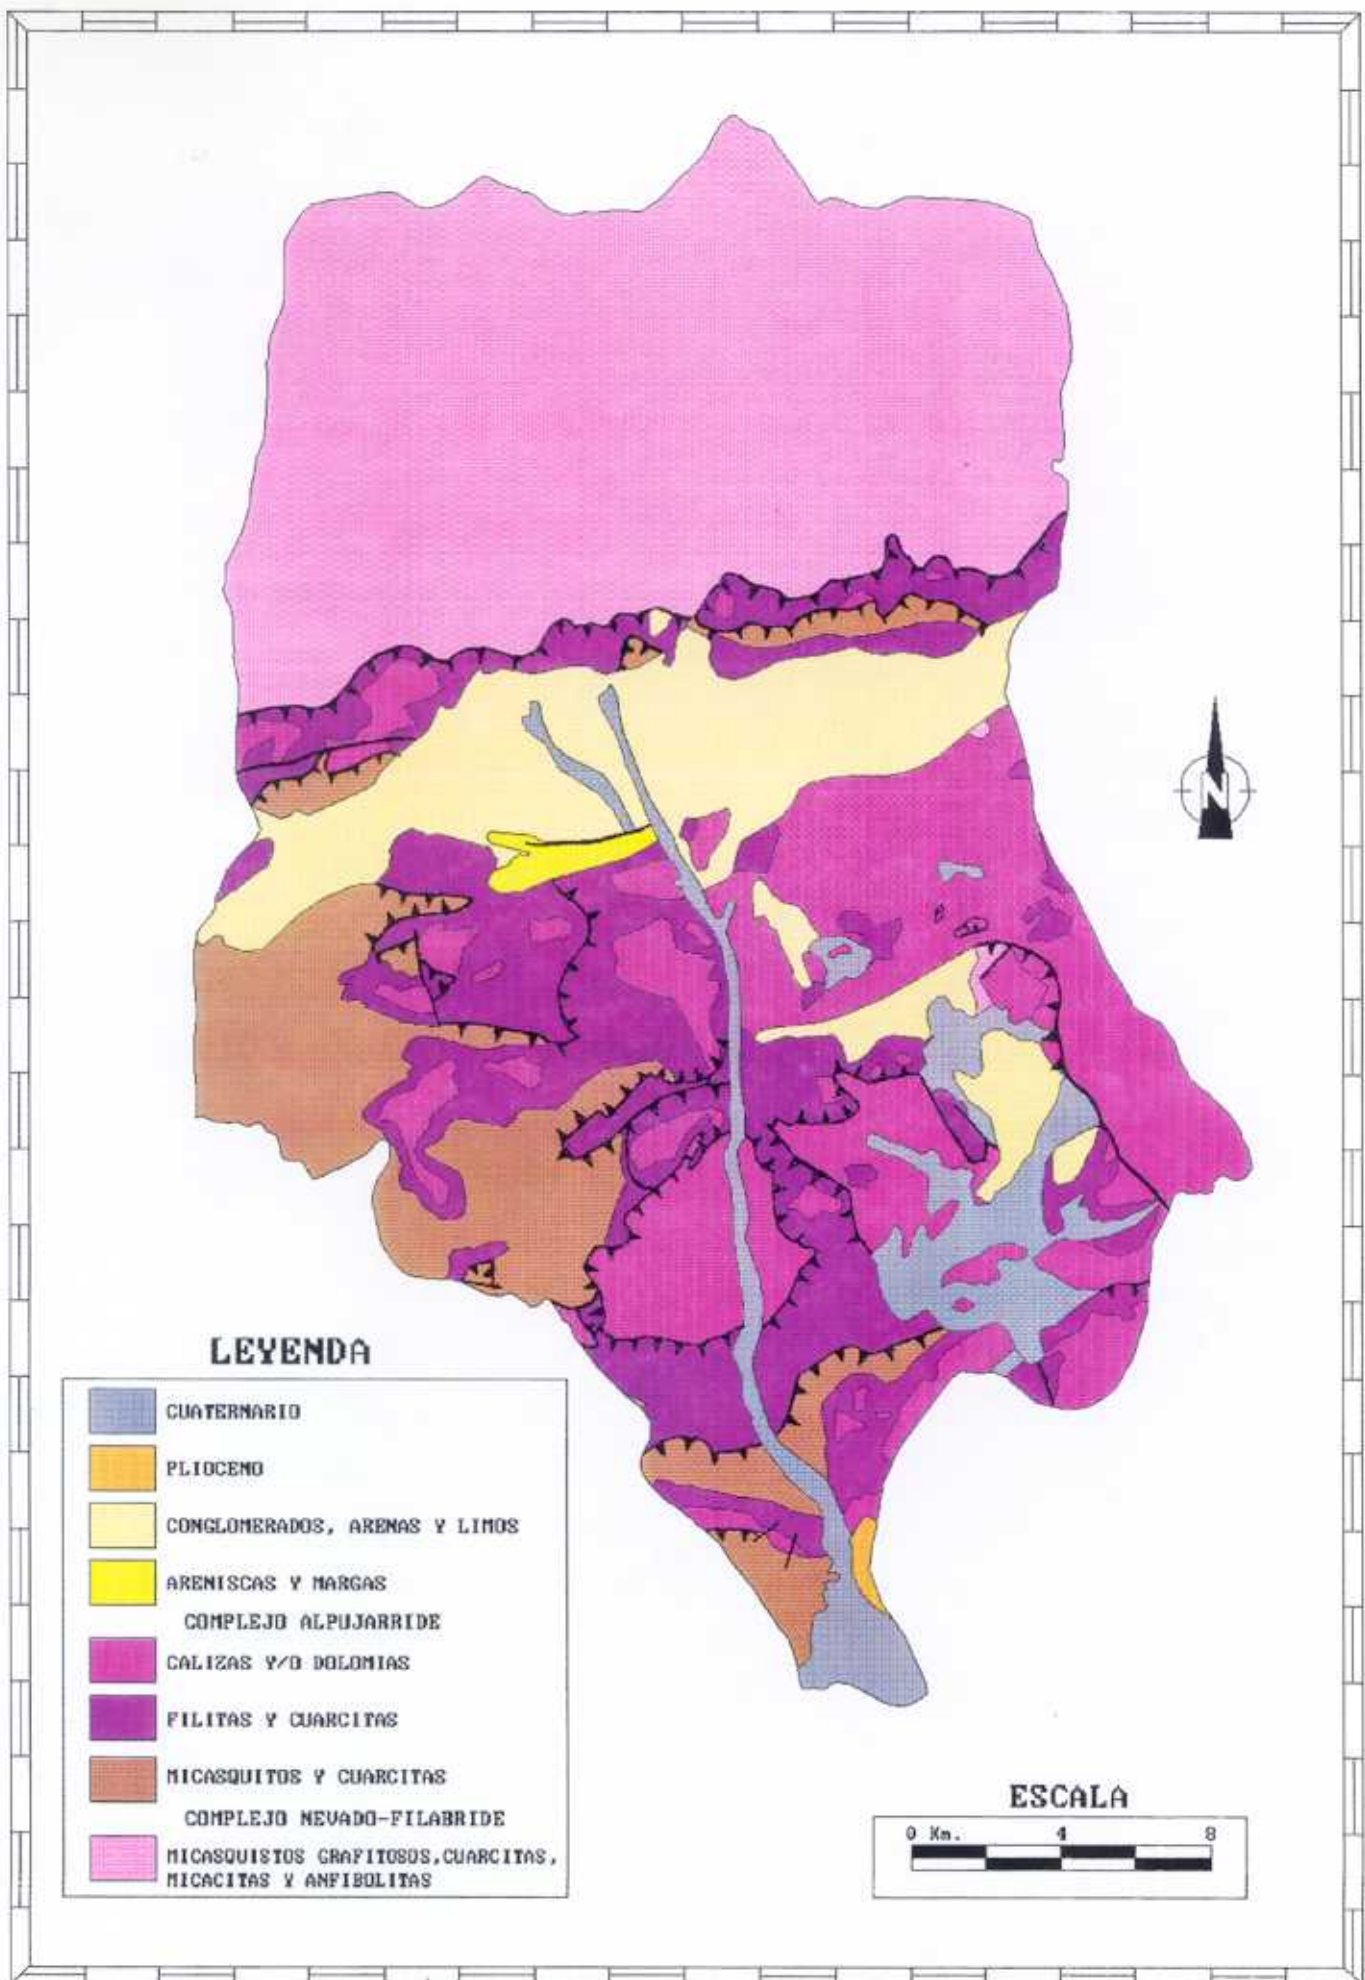 N
LEYENDA
CUATERNARIO
PLIOCENO
CONGLOMERADOS, ARENAS Y LIMOS
ARENISCAS Y MARGAS
COMPLEJO ALPUJARRIDE
CALIZAS Y/O DOLOMIAS
FILITAS Y CUARCITAS
MICASQUITOS Y CUARCITAS
COMPLEJO NEVADO-FILABRIDE
MICASQUISTOS GRAFITOSOS,CUARCITAS,
MICACITAS Y ANFIBOLITAS
ESCALA
0 Km. 4 8